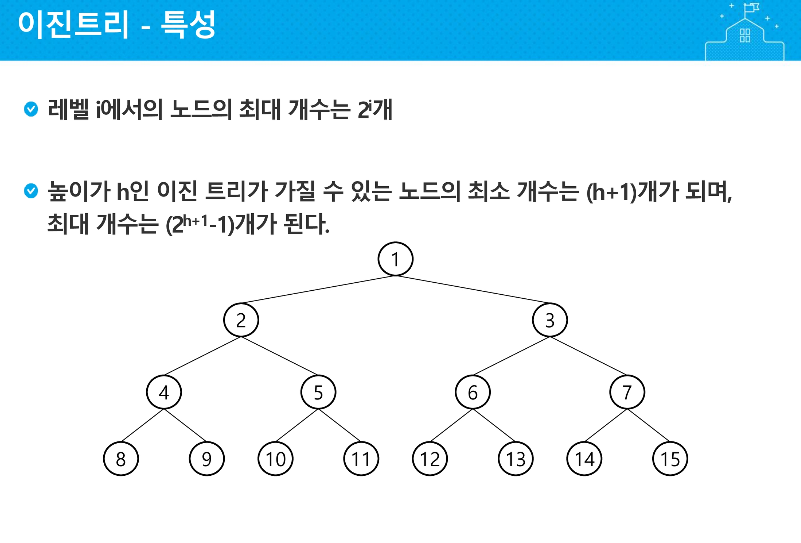 이진트리 - 특성
레벨 i에서의 노드의 최대 개수는 2ⁱ개
높이가 h인 이진 트리가 가질 수 있는 노드의 최소 개수는 (h+1)개가 되며,
최대 개수는 (2ʰ⁺¹-1)개가 된다.
1
2 3
4 5 6 7
8 9 10 11 12 13 14 15